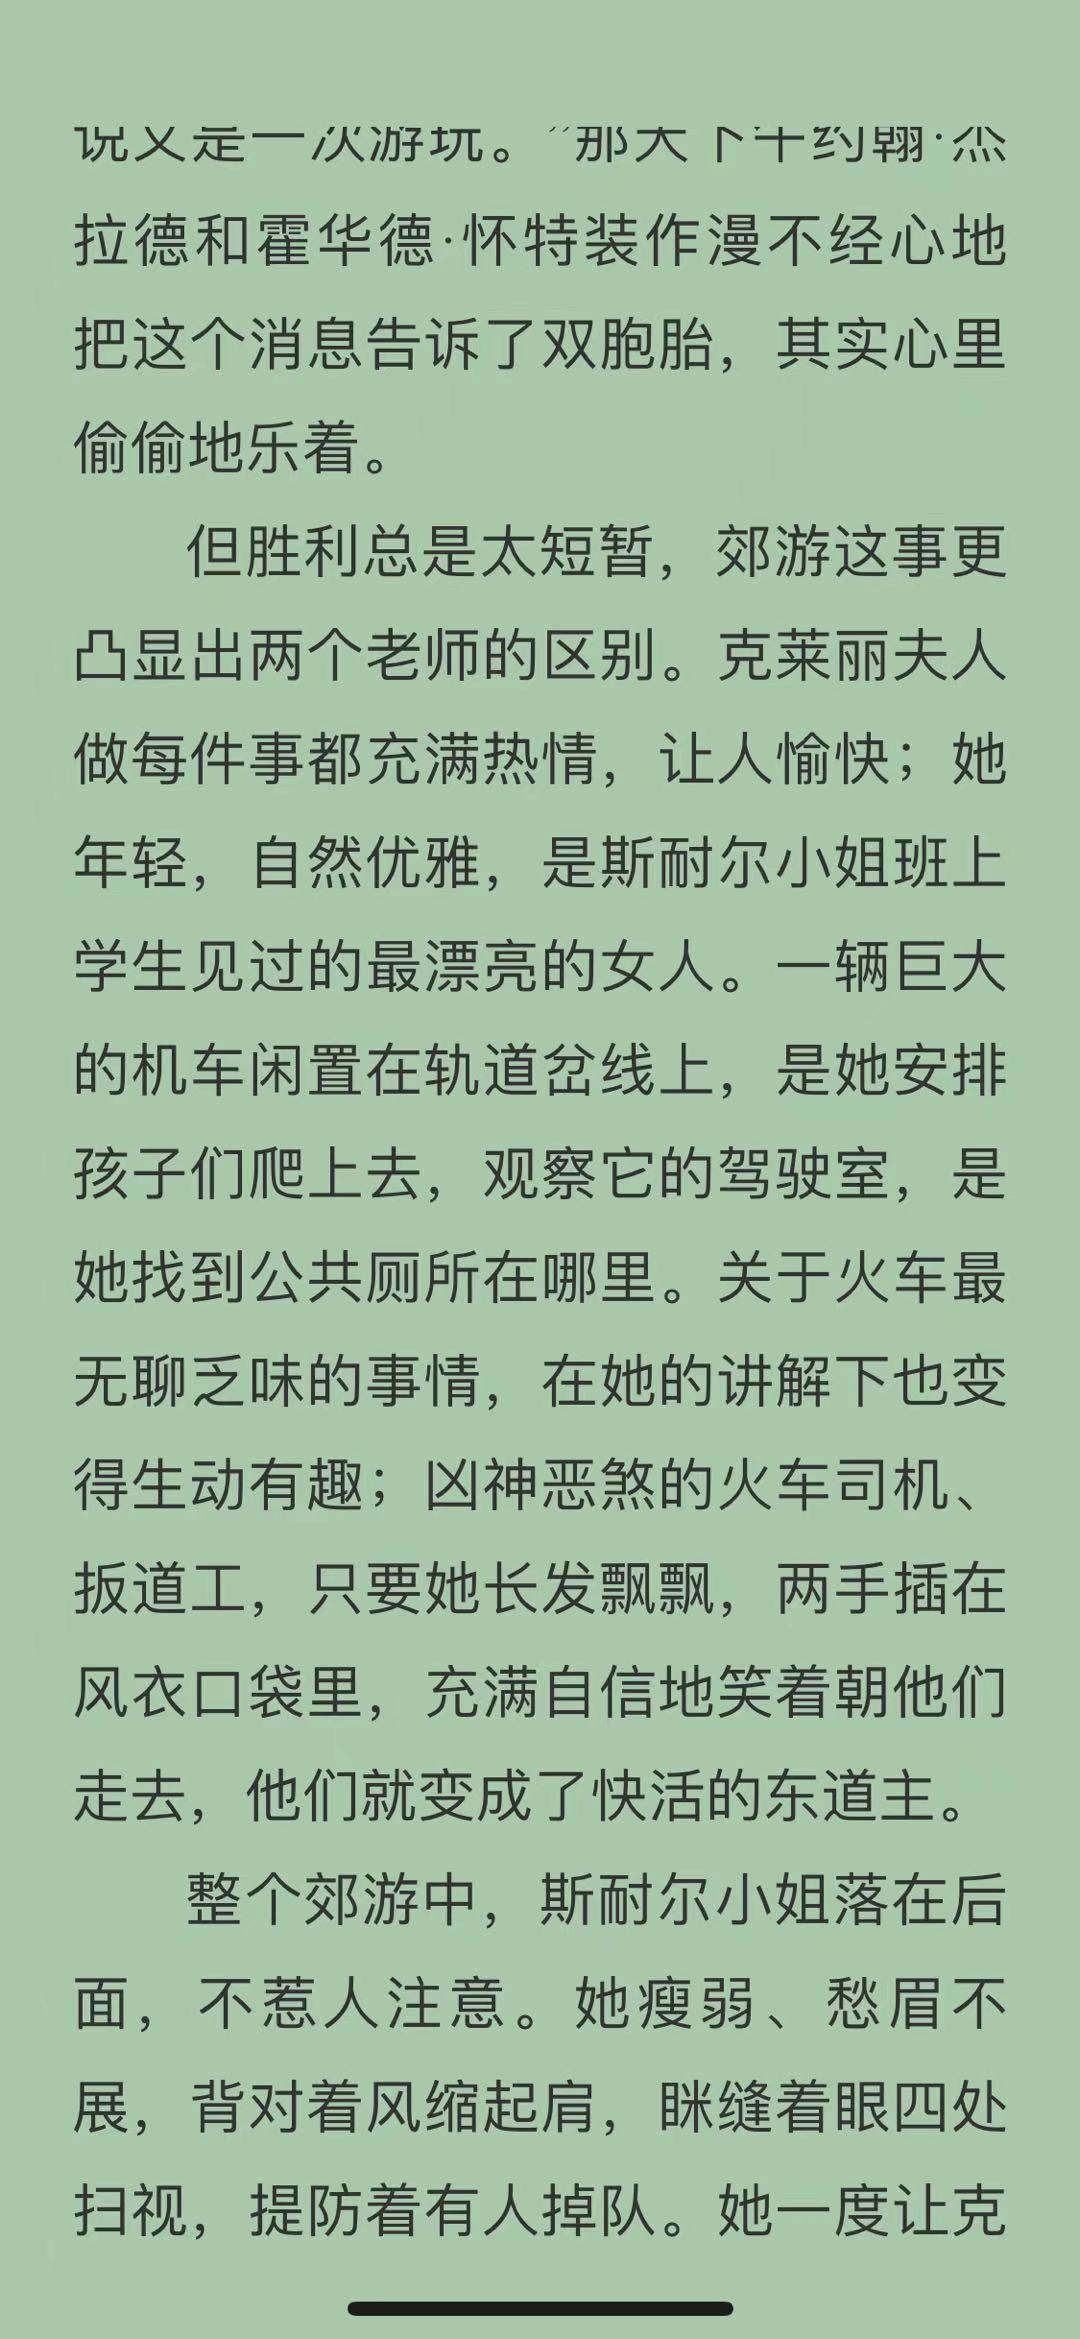 说又是一次游玩。”那天下午约翰·杰
拉德和霍华德·怀特装作漫不经心地
把这个消息告诉了双胞胎，其实心里
偷偷地乐着。
但胜利总是太短暂，郊游这事更
凸显出两个老师的区别。克莱丽夫人
做每件事都充满热情，让人愉快；她
年轻，自然优雅，是斯耐尔小姐班上
学生见过的最漂亮的女人。一辆巨大
的机车闲置在轨道岔线上，是她安排
孩子们爬上去，观察它的驾驶室，是
她找到公共厕所在哪里。关于火车最
无聊乏味的事情，在她的讲解下也变
得生动有趣；凶神恶煞的火车司机、
扳道工，只要她长发飘飘，两手插在
风衣口袋里，充满自信地笑着朝他们
走去，他们就变成了快活的东道主。
整个郊游中，斯耐尔小姐落在后
面，不惹人注意。她瘦弱、愁眉不
展，背对着风缩起肩，眯缝着眼四处
扫视，提防着有人掉队。她一度让克